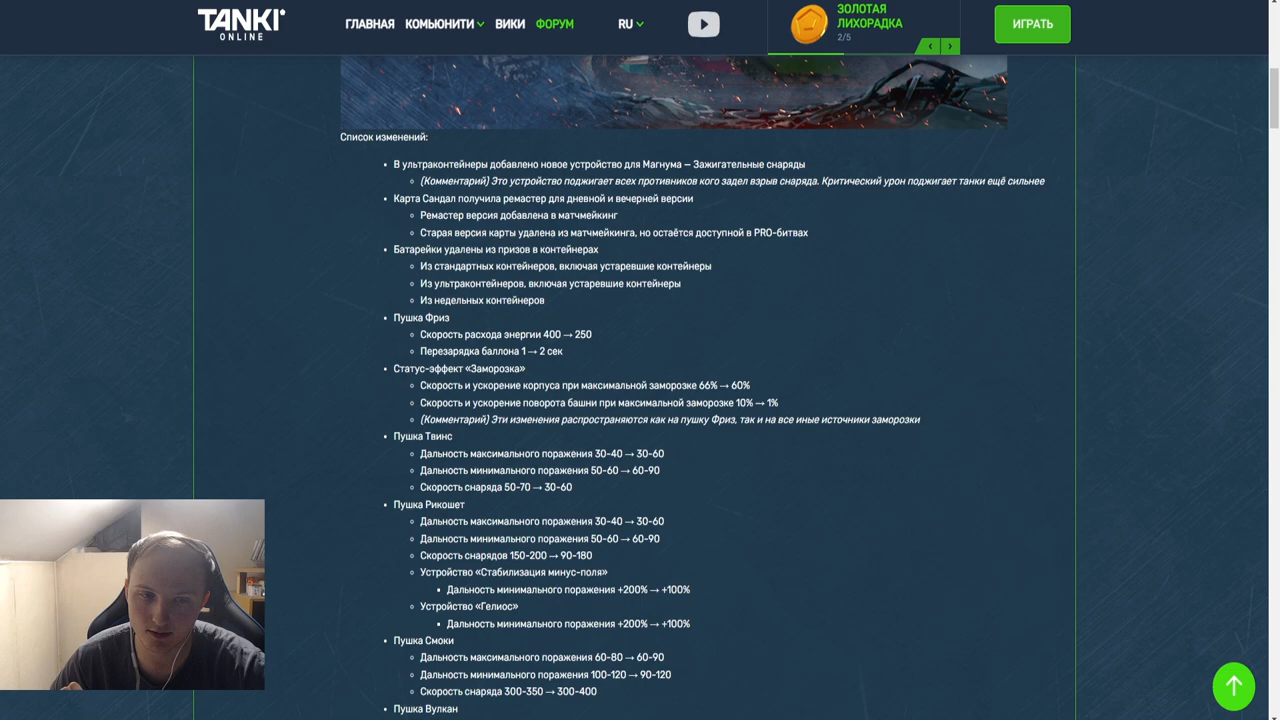 TANKI
ONLINE
ГЛАВНАЯ
КОМЬЮНИТИ
ВИКИ
ФОРУМ
RU
ЗОЛОТАЯ
ЛИХОРАДКА
2/5
ИГРАТЬ
Список изменений:
В ультраконтейнеры добавлено новое устройство для Магнума — Зажигательные снаряды
(Комментарий) Это устройство поджигает всех противников кого задел взрыв снаряда. Критический урон поджигает танки ещё сильнее
Карта Сандал получила ремастер для дневной и вечерней версии
Ремастер версия добавлена в матчмейкинг
Старая версия карты удалена из матчмейкинга, но остаётся доступной в PRO-битвах
Батарейки удалены из призов в контейнерах
Из стандартных контейнеров, включая устаревшие контейнеры
Из ультраконтейнеров, включая устаревшие контейнеры
Из недельных контейнеров
Пушка Фриз
Скорость расхода энергии 400 → 250
Перезарядка баллона 1 → 2 сек
Статус-эффект «Заморозка»
Скорость и ускорение корпуса при максимальной заморозке 66% → 60%
Скорость и ускорение поворота башни при максимальной заморозке 10% → 1%
(Комментарий) Эти изменения распространяются как на пушку Фриз, так и на все иные источники заморозки
Пушка Твинс
Дальность максимального поражения 30-40 → 30-60
Дальность минимального поражения 50-60 → 60-90
Скорость снаряда 50-70 → 30-60
Пушка Рикошет
Дальность максимального поражения 30-40 → 30-60
Дальность минимального поражения 50-60 → 60-90
Скорость снарядов 150-200 → 90-180
Устройство «Стабилизация минус-поля»
Дальность минимального поражения +200% → +100%
Устройство «Гелиос»
Дальность минимального поражения +200% → +100%
Пушка Смоки
Дальность максимального поражения 60-80 → 60-90
Дальность минимального поражения 100-120 → 90-120
Скорость снаряда 300-350 → 300-400
Пушка Вулкан